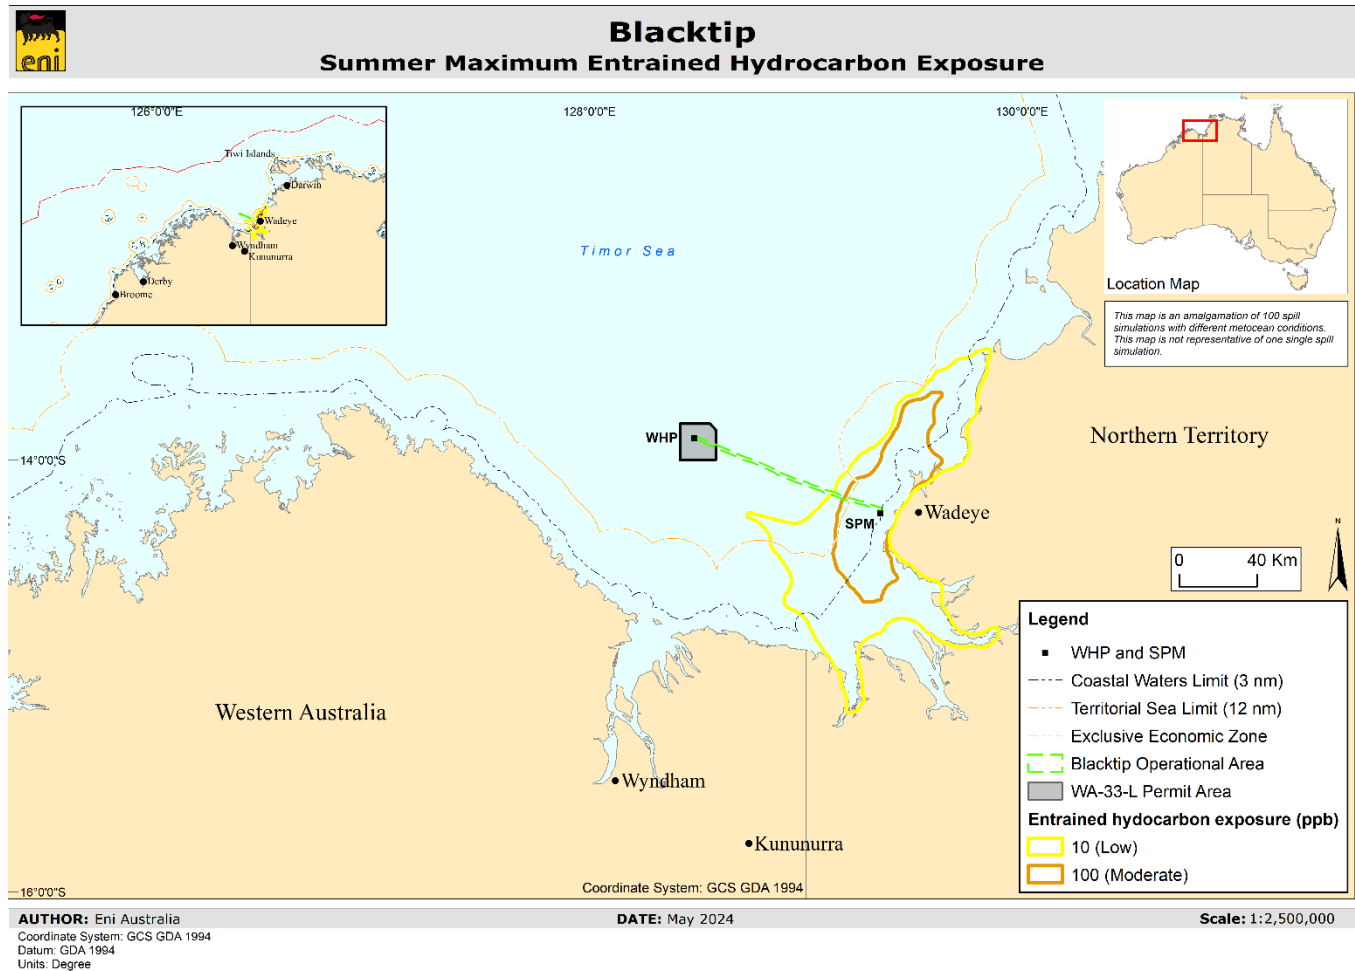 eni
Blacktip
Summer Maximum Entrained Hydrocarbon Exposure
126°0'0"E
128°0'0"E
130°0'0"E
Tiwi Islands
Darwin
Wadeye
Wyndham
Kununurra
Derby
Broome
Timor Sea
Location Map
This map is an amalgamation of 100 spill
simulations with different metocean conditions.
This map is not representative of one single spill
simulation.
WHP
Northern Territory
14°0'0"S
SPM
Wadeye
N
0 40 Km
Western Australia
Wyndham
Kununurra
Legend
WHP and SPM
Coastal Waters Limit (3 nm)
Territorial Sea Limit (12 nm)
Exclusive Economic Zone
Blacktip Operational Area
WA-33-L Permit Area
Entrained hydocarbon exposure (ppb)
10 (Low)
100 (Moderate)
16°0'0"S
Coordinate System: GCS GDA 1994
AUTHOR: Eni Australia
DATE: May 2024
Scale: 1:2,500,000
Coordinate System: GCS GDA 1994
Datum: GDA 1994
Units: Degree